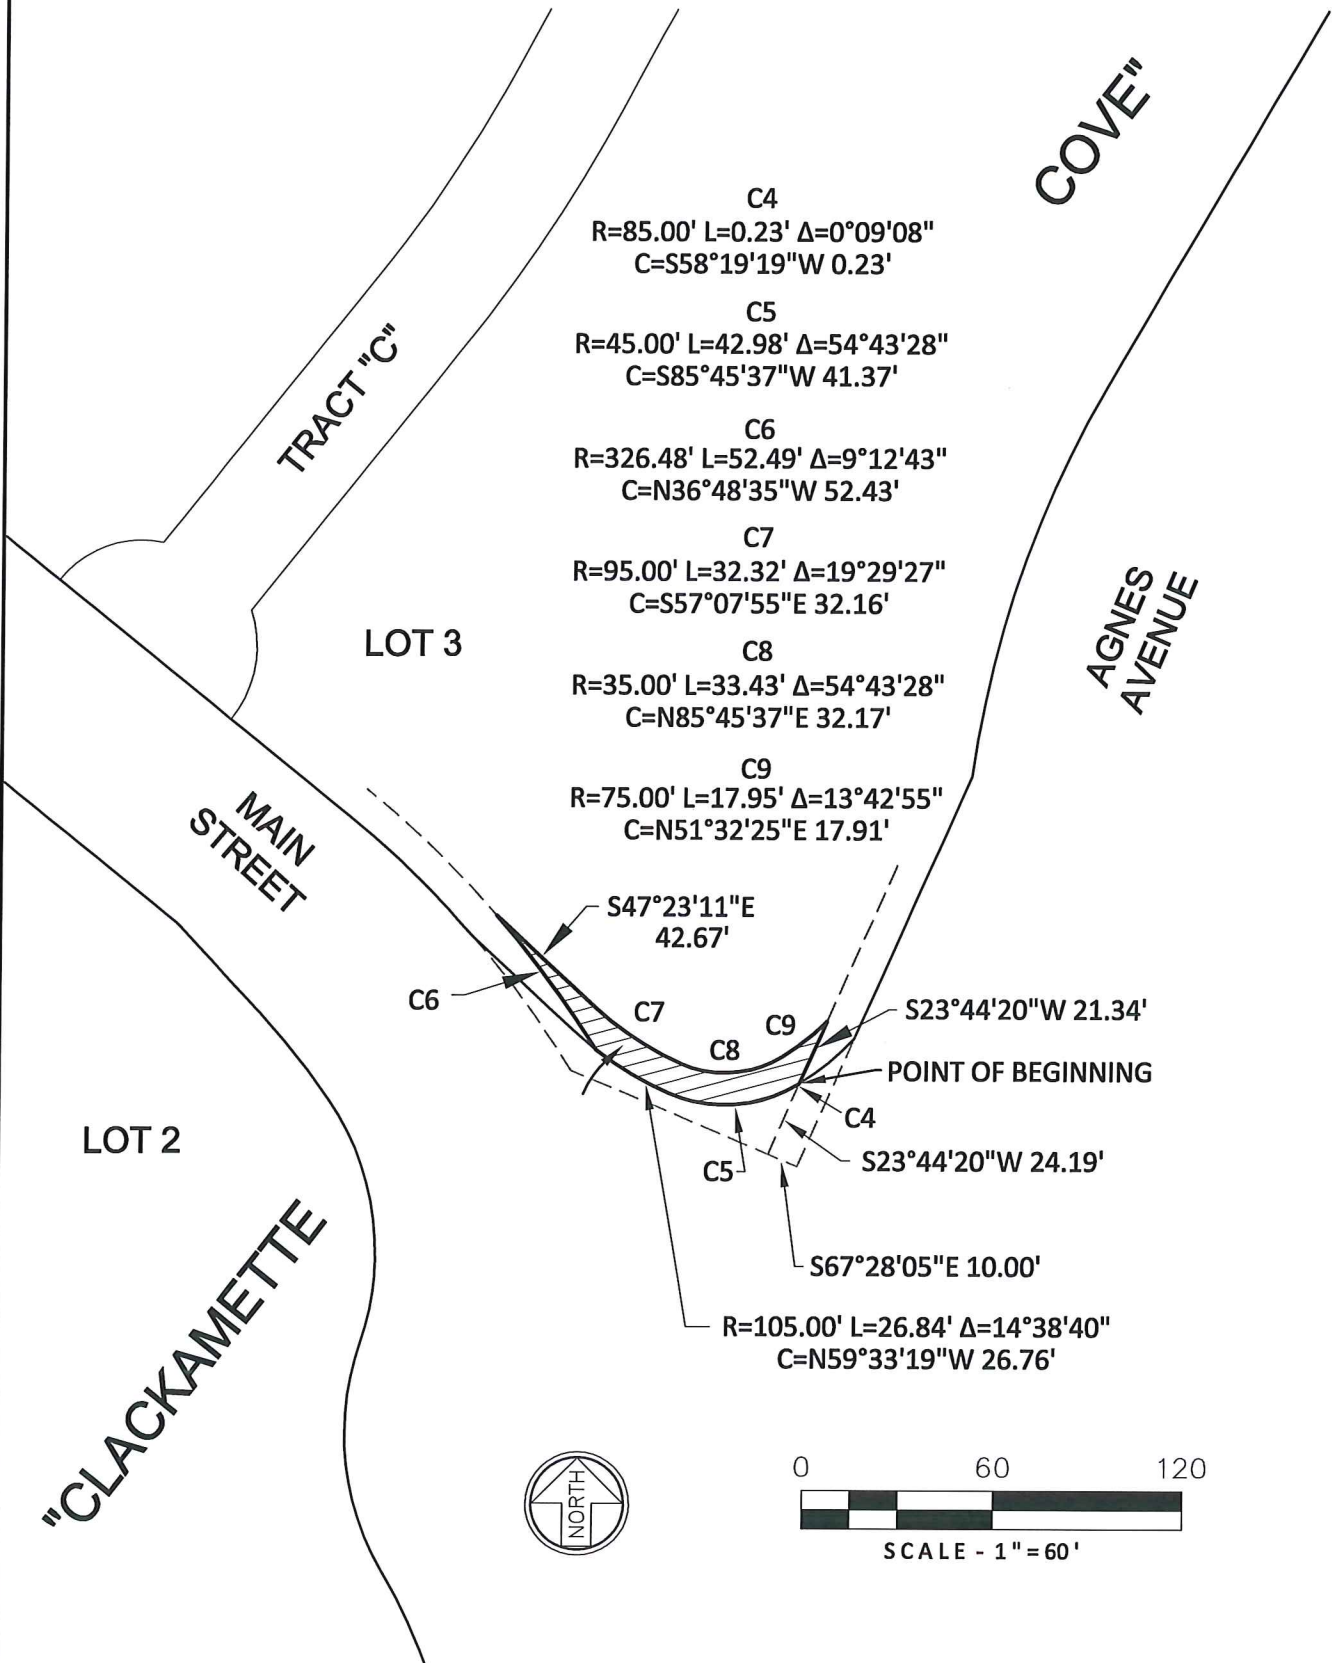 COVE"
C4
R=85.00' L=0.23' Δ=0°09'08"
C=S58°19'19"W 0.23'
C5
R=45.00' L=42.98' Δ=54°43'28"
C=S85°45'37"W 41.37'
TRACT "C"
C6
R=326.48' L=52.49' Δ=9°12'43"
C=N36°48'35"W 52.43'
C7
R=95.00' L=32.32' Δ=19°29'27"
C=S57°07'55"E 32.16'
AGNES
AVENUE
LOT 3
C8
R=35.00' L=33.43' Δ=54°43'28"
C=N85°45'37"E 32.17'
C9
R=75.00' L=17.95' Δ=13°42'55"
C=N51°32'25"E 17.91'
MAIN
STREET
S47°23'11"E
42.67'
C6
C7
C8
C9
S23°44'20"W 21.34'
POINT OF BEGINNING
C4
LOT 2
C5
S23°44'20"W 24.19'
S67°28'05"E 10.00'
R=105.00' L=26.84' Δ=14°38'40"
C=N59°33'19"W 26.76'
"CLACKAMETTE
NORTH
0 60 120
SCALE - 1"=60'